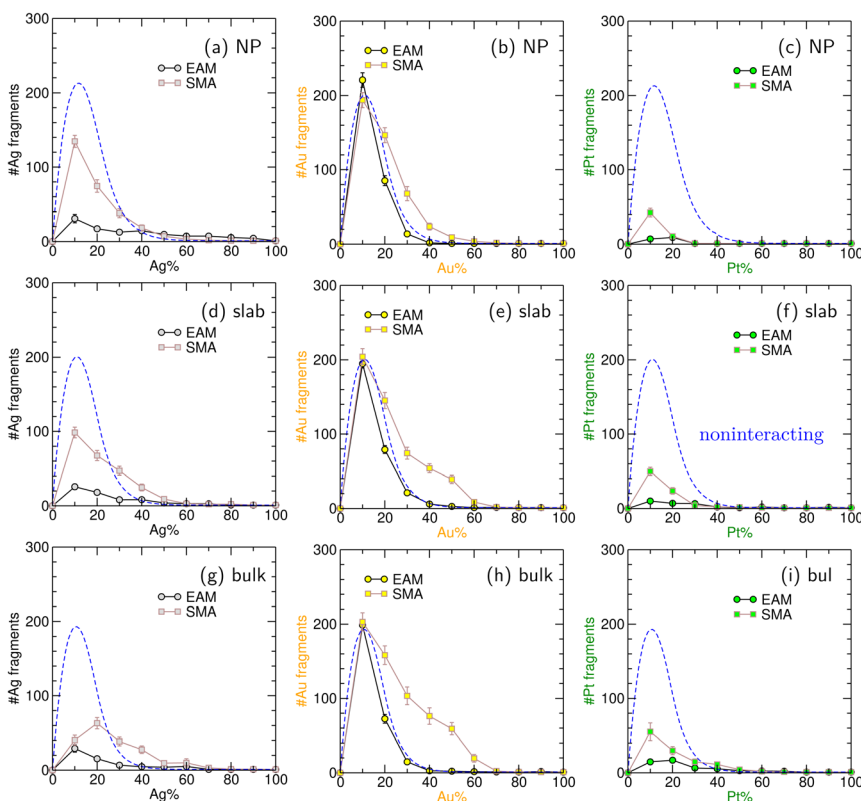 300
200
100
0
#Ag fragments
(a) NP
EAM
SMA
0 20 40 60 80 100
Ag%
300
200
100
0
#Au fragments
(b) NP
EAM
SMA
0 20 40 60 80 100
Au%
300
200
100
0
#Pt fragments
(c) NP
EAM
SMA
0 20 40 60 80 100
Pt%
300
200
100
0
#Ag fragments
(d) slab
EAM
SMA
0 20 40 60 80 100
Ag%
300
200
100
0
#Au fragments
(e) slab
EAM
SMA
0 20 40 60 80 100
Au%
300
200
100
0
#Pt fragments
(f) slab
EAM
SMA
noninteracting
0 20 40 60 80 100
Pt%
300
200
100
0
#Ag fragments
(g) bulk
EAM
SMA
0 20 40 60 80 100
Ag%
300
200
100
0
#Au fragments
(h) bulk
EAM
SMA
0 20 40 60 80 100
Au%
300
200
100
0
#Pt fragments
(i) bul
EAM
SMA
0 20 40 60 80 100
Pt%